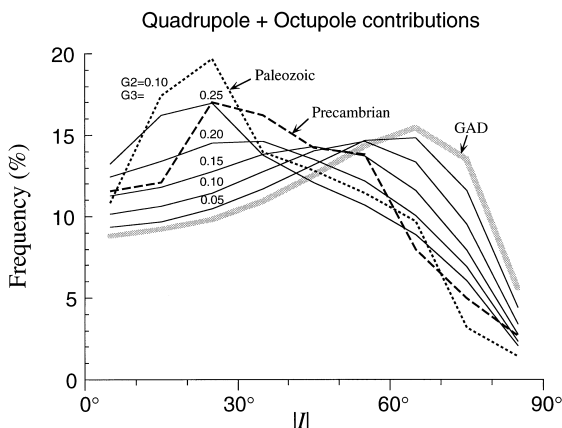 Quadrupole + Octupole contributions
20
15
10
5
0
Frequency (%)
G2=0.10
G3=
0.25
0.20
0.15
0.10
0.05
Paleozoic
Precambrian
GAD
0° 30° 60° 90°
|I|